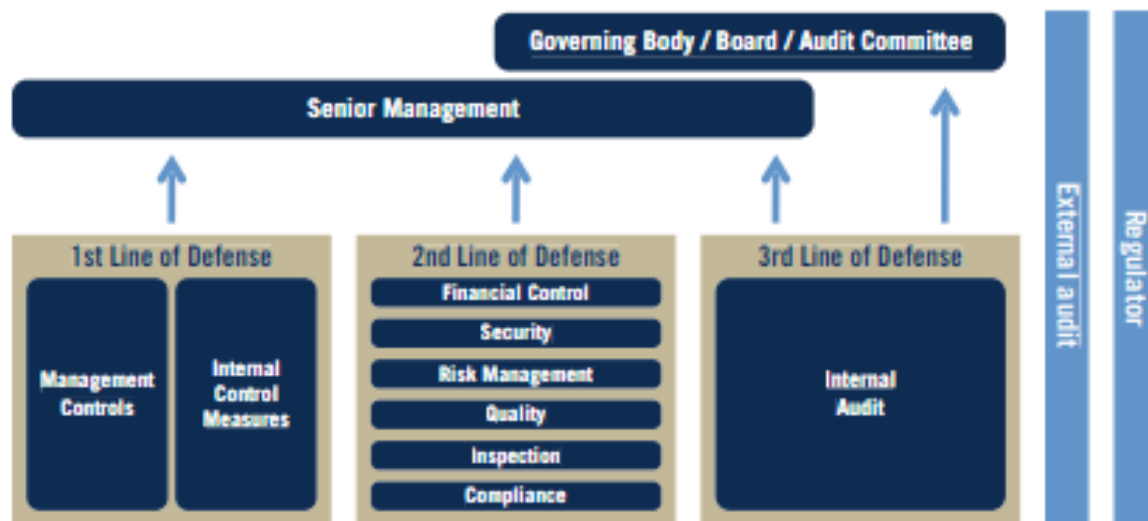 Governing Body / Board / Audit Committee
Senior Management
1st Line of Defense
Management
Controls
Internal
Control
Measures
2nd Line of Defense
Financial Control
Security
Risk Management
Quality
Inspection
Compliance
3rd Line of Defense
Internal
Audit
External audit
Regulator